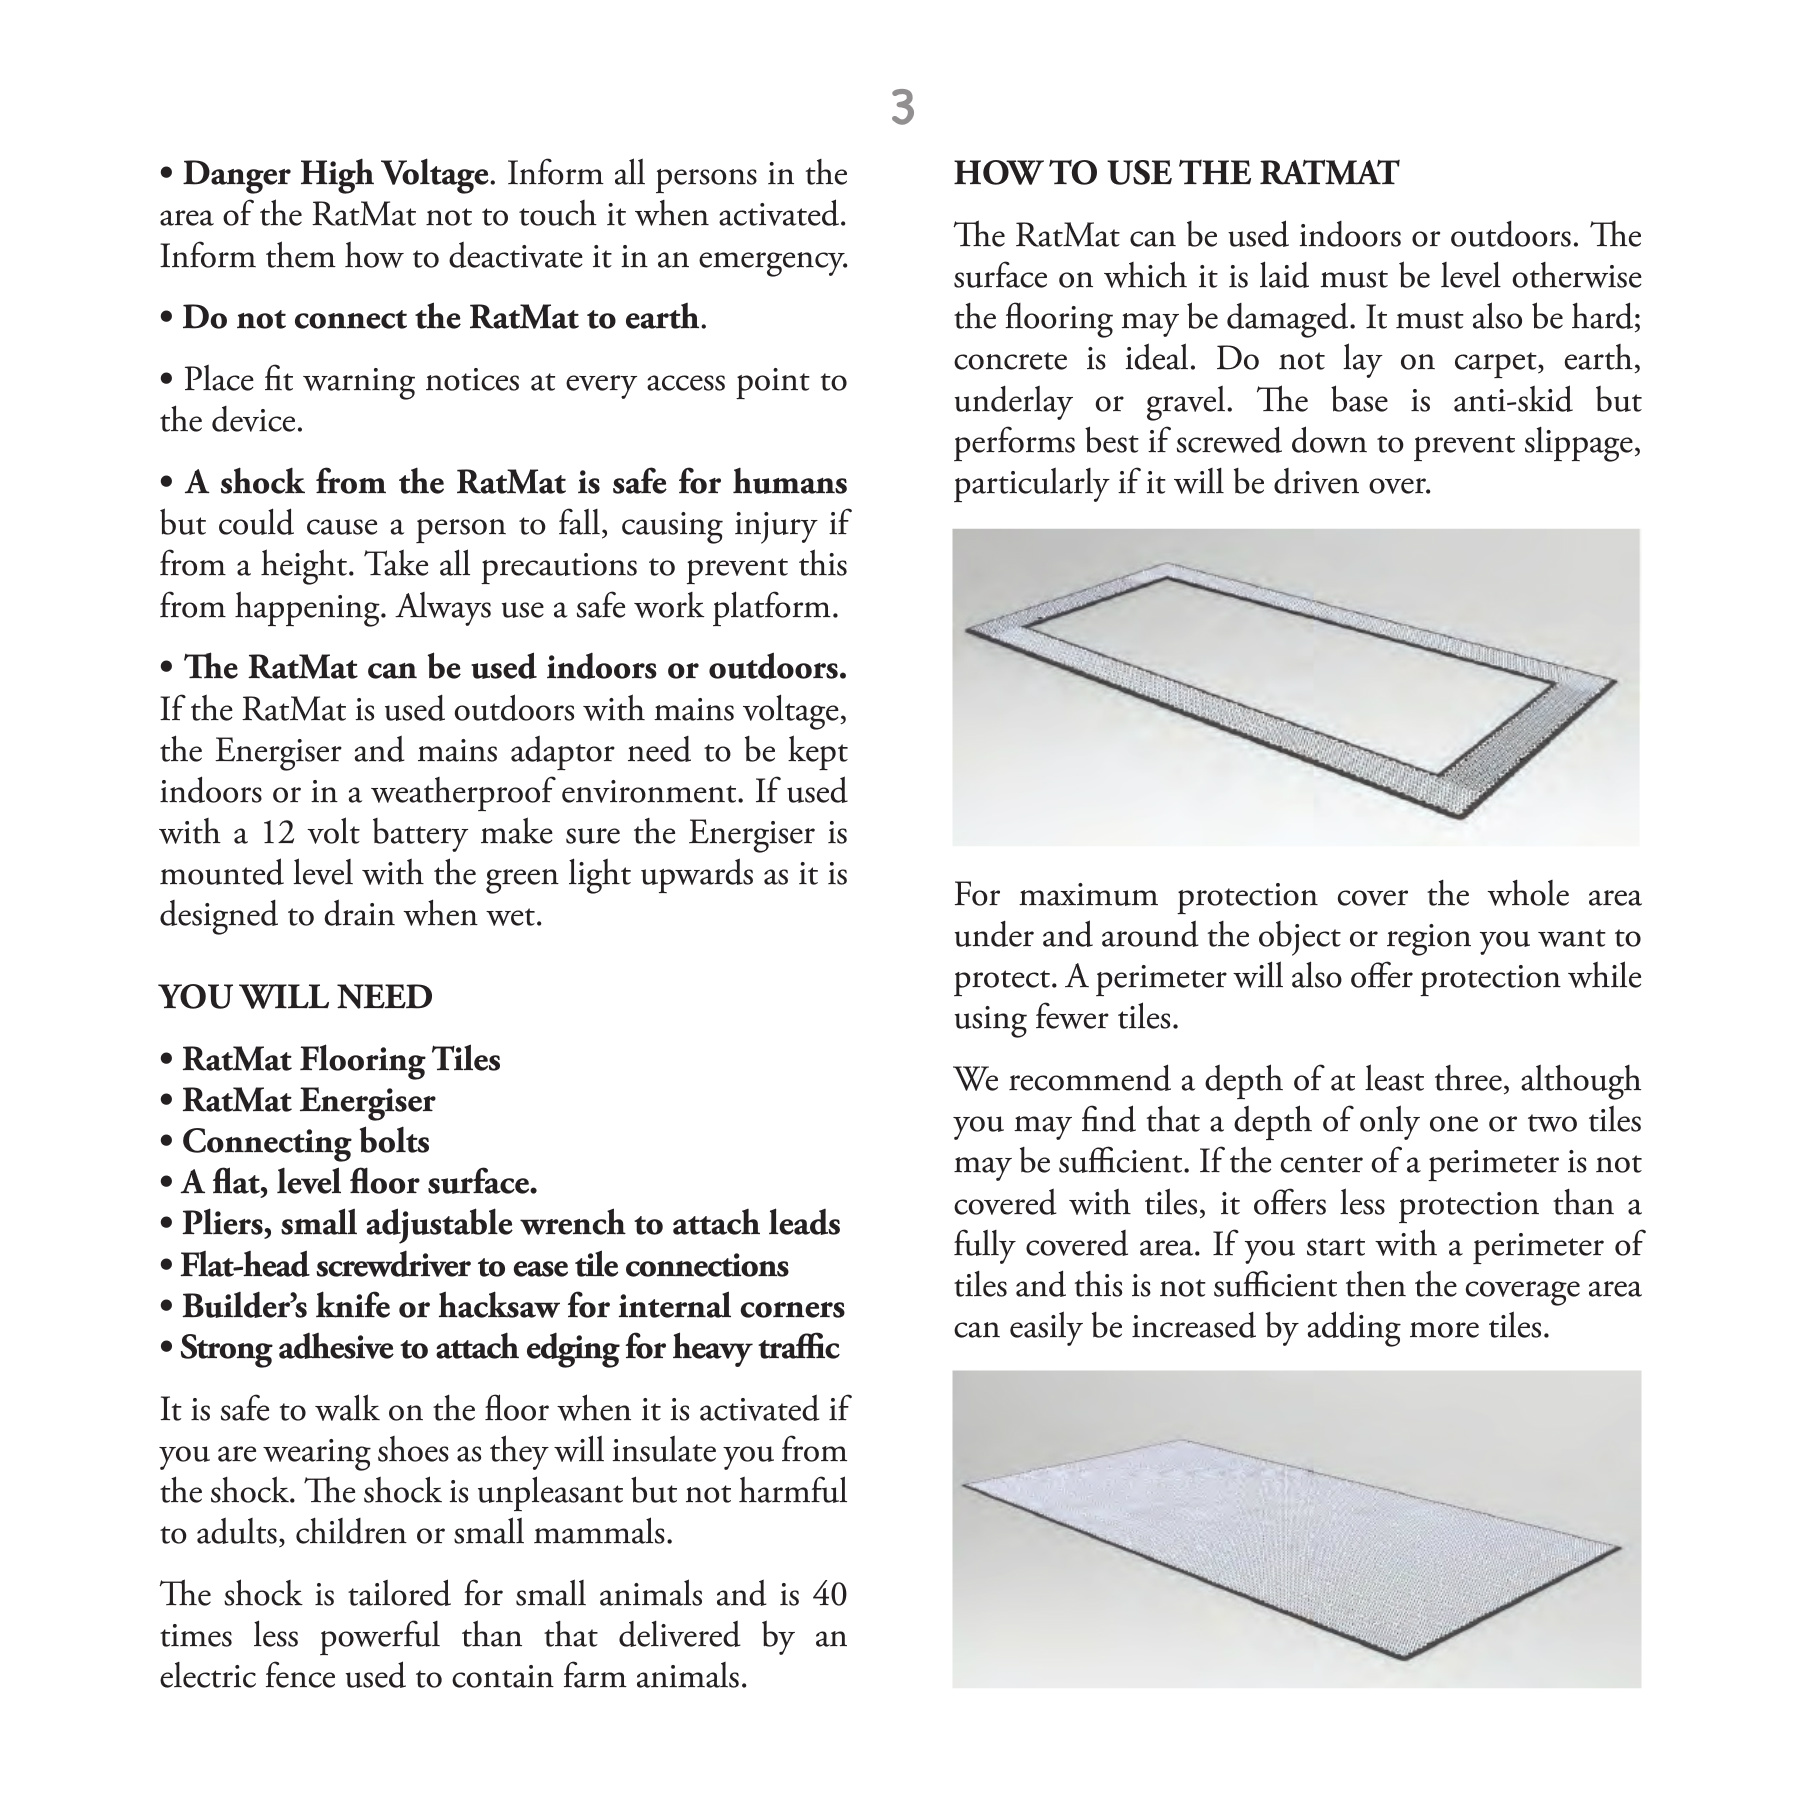 3
• Danger High Voltage. Inform all persons in the
area of the RatMat not to touch it when activated.
Inform them how to deactivate it in an emergency.
• Do not connect the RatMat to earth.
• Place fit warning notices at every access point to
the device.
• A shock from the RatMat is safe for humans
but could cause a person to fall, causing injury if
from a height. Take all precautions to prevent this
from happening. Always use a safe work platform.
• The RatMat can be used indoors or outdoors.
If the RatMat is used outdoors with mains voltage,
the Energiser and mains adaptor need to be kept
indoors or in a weatherproof environment. If used
with a 12 volt battery make sure the Energiser is
mounted level with the green light upwards as it is
designed to drain when wet.
YOU WILL NEED
• RatMat Flooring Tiles
• RatMat Energiser
• Connecting bolts
• A flat, level floor surface.
• Pliers, small adjustable wrench to attach leads
• Flat-head screwdriver to ease tile connections
• Builder’s knife or hacksaw for internal corners
• Strong adhesive to attach edging for heavy traffic
It is safe to walk on the floor when it is activated if
you are wearing shoes as they will insulate you from
the shock. The shock is unpleasant but not harmful
to adults, children or small mammals.
The shock is tailored for small animals and is 40
times less powerful than that delivered by an
electric fence used to contain farm animals.
HOW TO USE THE RATMAT
The RatMat can be used indoors or outdoors. The
surface on which it is laid must be level otherwise
the flooring may be damaged. It must also be hard;
concrete is ideal. Do not lay on carpet, earth,
underlay or gravel. The base is anti-skid but
performs best if screwed down to prevent slippage,
particularly if it will be driven over.
For maximum protection cover the whole area
under and around the object or region you want to
protect. A perimeter will also offer protection while
using fewer tiles.
We recommend a depth of at least three, although
you may find that a depth of only one or two tiles
may be sufficient. If the center of a perimeter is not
covered with tiles, it offers less protection than a
fully covered area. If you start with a perimeter of
tiles and this is not sufficient then the coverage area
can easily be increased by adding more tiles.